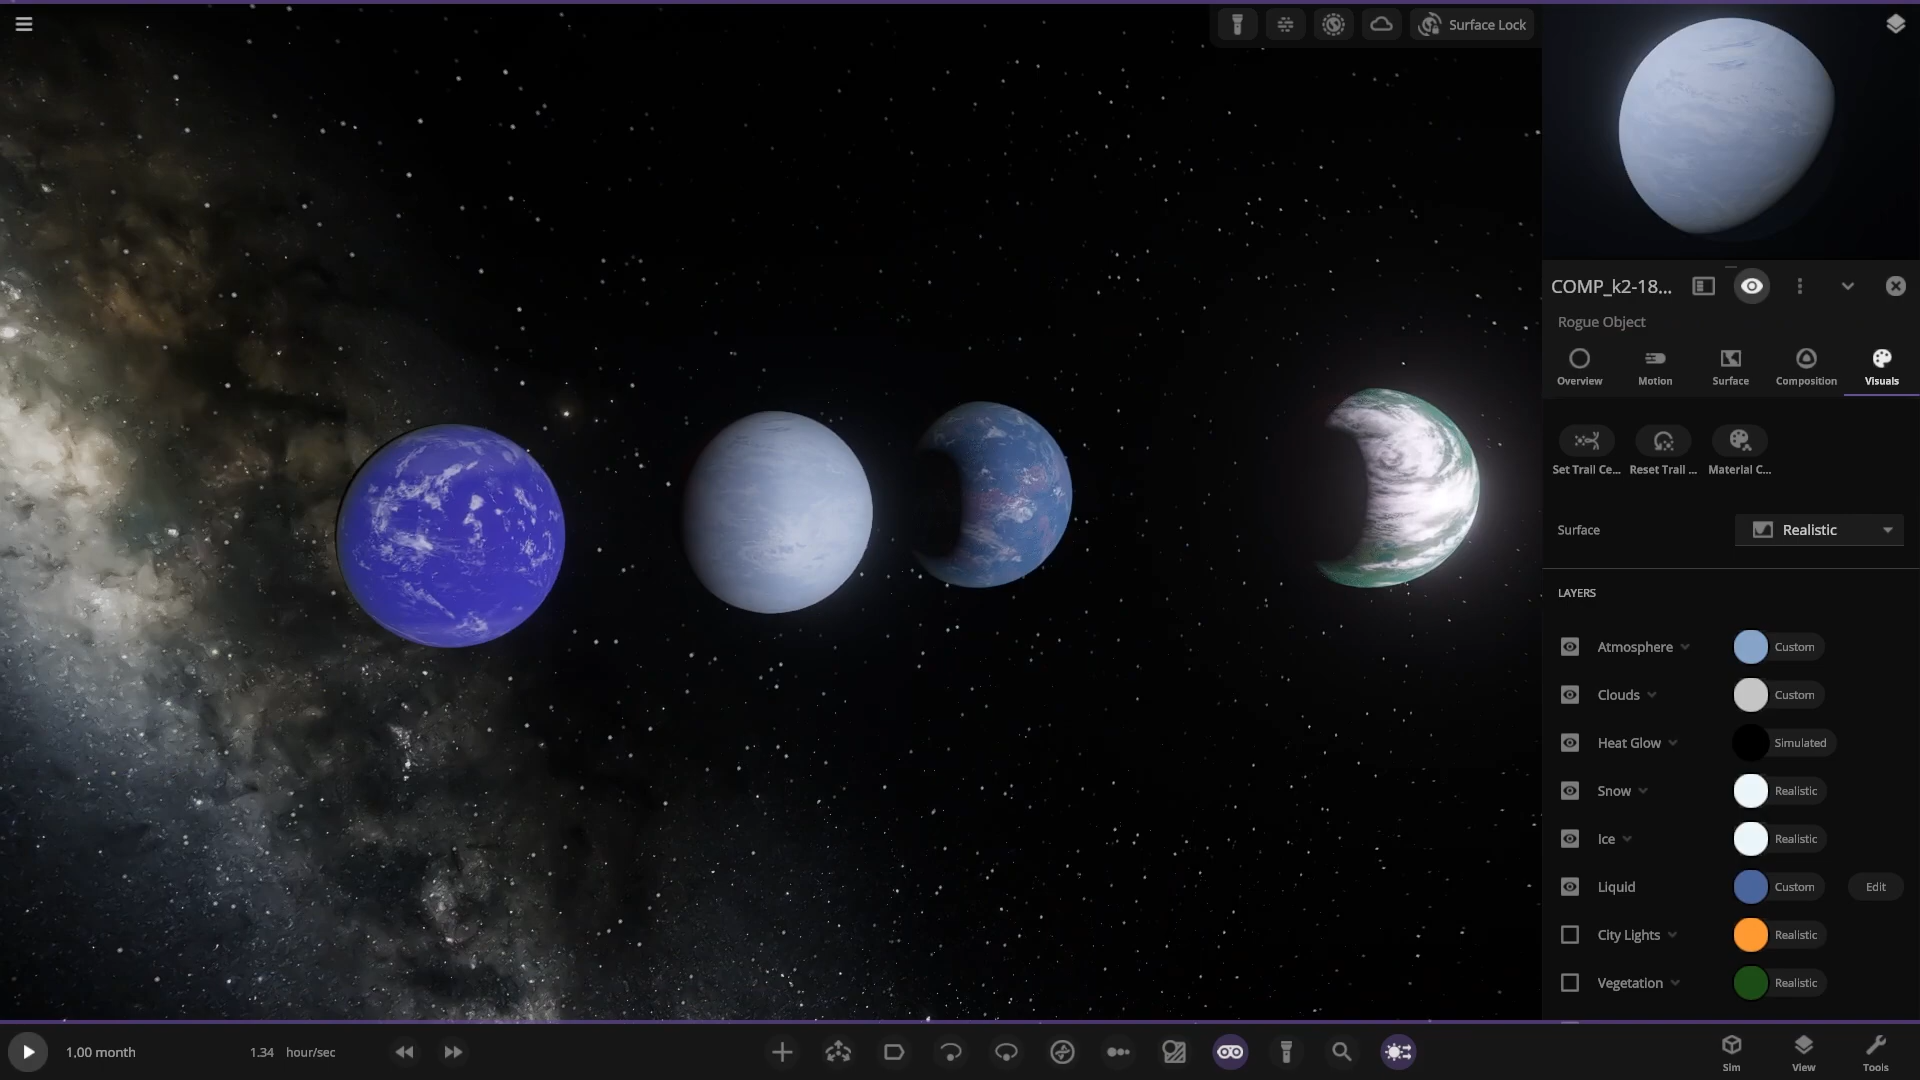 Surface Lock
COMP_k2-18...
Rogue Object
Overview
Motion
Surface
Composition
Visuals
Set Trail Ce...
Reset Trail ...
Material C...
Surface
Realistic
LAYERS
Atmosphere
Custom
Clouds
Custom
Heat Glow
Simulated
Snow
Realistic
Ice
Realistic
Liquid
Custom
Edit
City Lights
Realistic
Vegetation
Realistic
1,00 month
1.34 hour/sec
Sim
View
Tools